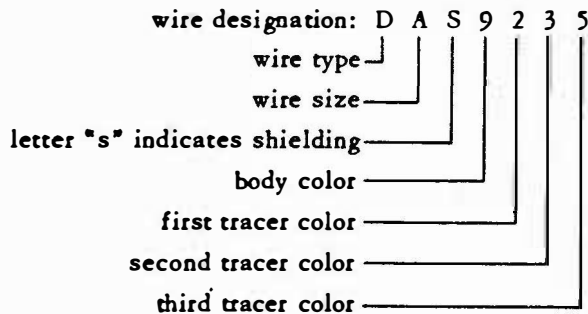 wire designation: D A S 9 2 3 5
wire type
wire size
letter "s" indicates shielding
body color
first tracer color
second tracer color
third tracer color